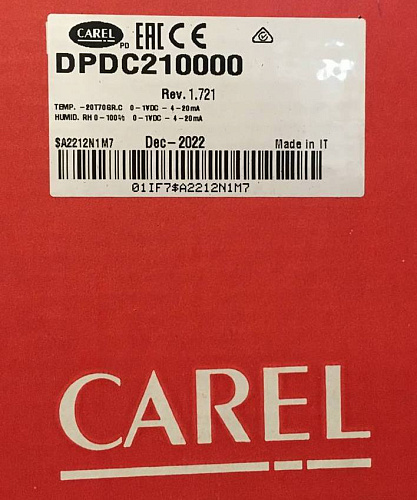 CAREL PD EAC CE
DPDC210000
Rev. 1.721
TEMP. -20T70GR.C 0-1VDC - 4-20mA
HUMID. RH 0-100% 0-1VDC - 4-20mA
$A2212N1M7 Dec-2022 Made in IT
01IF7$A2212N1M7
CAREL